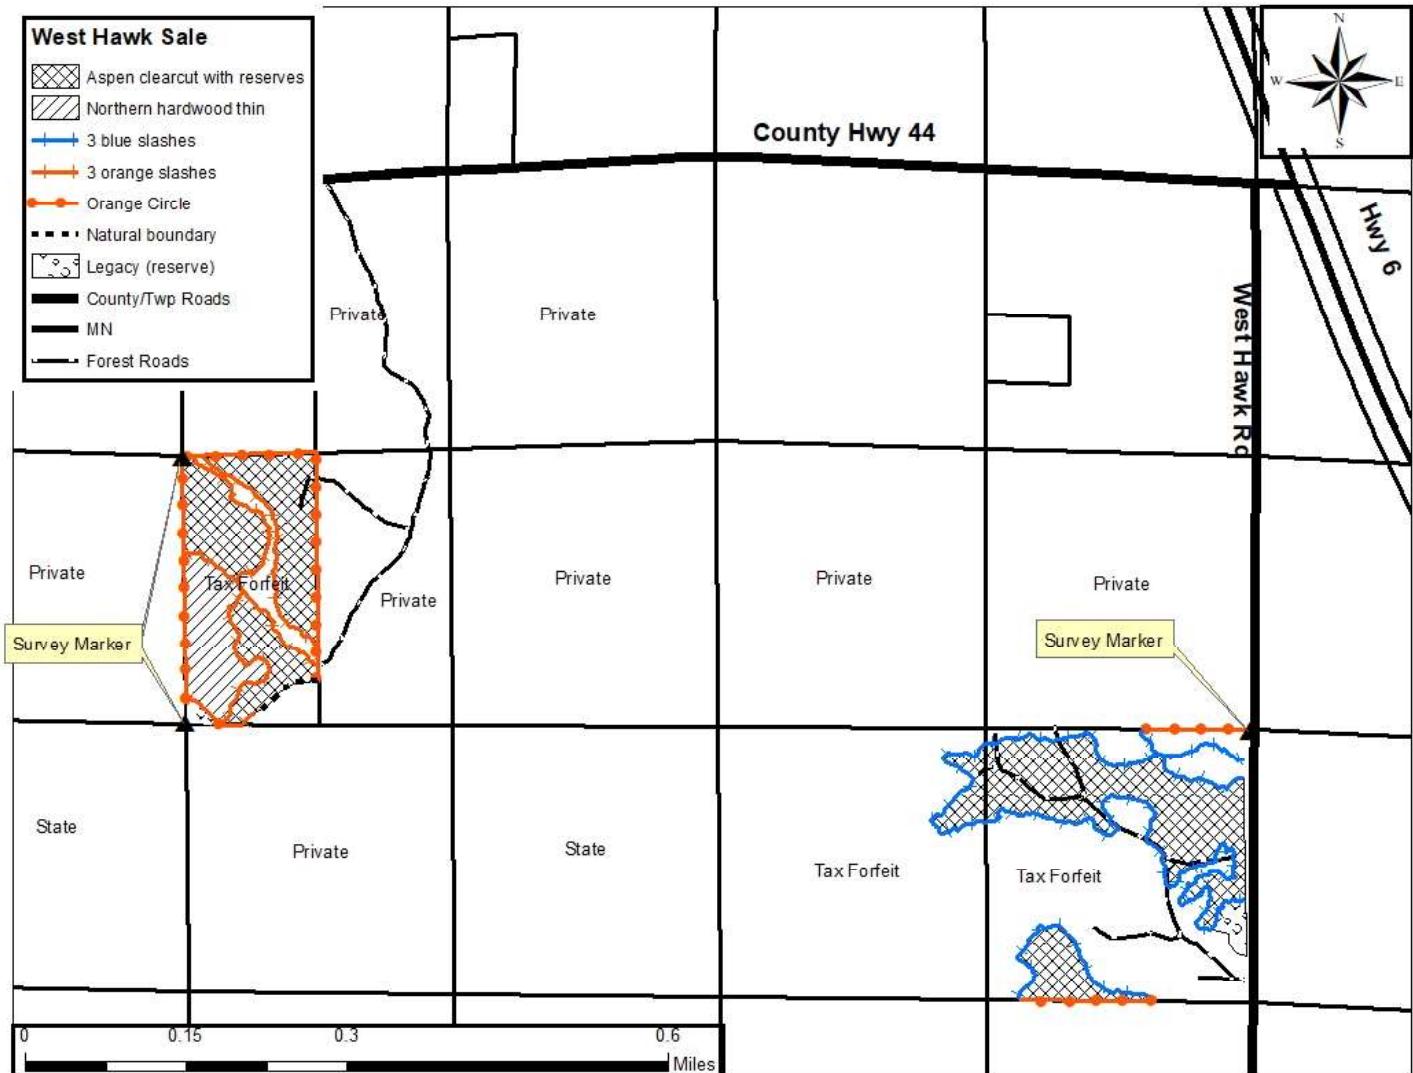 West Hawk Sale
Aspen clearcut with reserves
Northern hardwood thin
3 blue slashes
3 orange slashes
Orange Circle
Natural boundary
Legacy (reserve)
County/Twp Roads
MN
Forest Roads
N
W E
S
County Hwy 44
Hwy 6
West Hawk Rd
Private
Private
Private
Tax Forfeit
Private
Private
Private
Private
Survey Marker
Survey Marker
State
Private
State
Tax Forfeit
Tax Forfeit
0 0.15 0.3 0.6
Miles